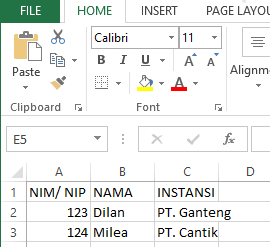 FILE HOME INSERT PAGE LAYOU
Calibri 11 A A
Paste B I U A Alignm
Clipboard Font
E5 fx
A B C D
1 NIM/ NIP NAMA INSTANSI
2 123 Dilan PT. Ganteng
3 124 Milea PT. Cantik